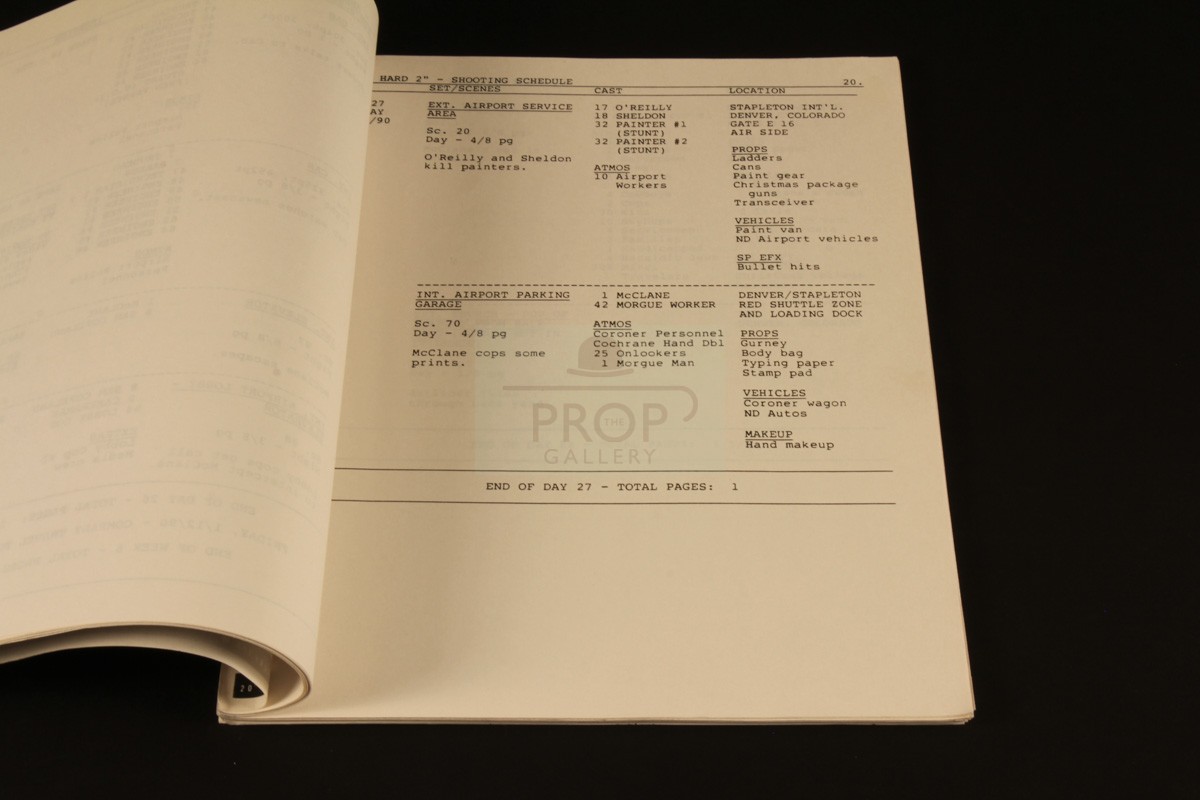 HARD 2" - SHOOTING SCHEDULE 20.
SET/SCENES CAST LOCATION
27
AY
/90
EXT. AIRPORT SERVICE
AREA
Sc. 20
Day - 4/8 pg
O'Reilly and Sheldon
kill painters.
17 O'REILLY
18 SHELDON
32 PAINTER #1
(STUNT)
32 PAINTER #2
(STUNT)
ATMOS
10 Airport
Workers
STAPLETON INT'L.
DENVER, COLORADO
GATE E 16
AIR SIDE
PROPS
Ladders
Cans
Paint gear
Christmas package
guns
Transceiver
VEHICLES
Paint van
ND Airport vehicles
SP EFX
Bullet hits
INT. AIRPORT PARKING
GARAGE
Sc. 70
Day - 4/8 pg
McClane cops some
prints.
1 McCLANE
42 MORGUE WORKER
ATMOS
Coroner Personnel
Cochrane Hand Dbl
25 Onlookers
1 Morgue Man
DENVER/STAPLETON
RED SHUTTLE ZONE
AND LOADING DOCK
PROPS
Gurney
Body bag
Typing paper
Stamp pad
VEHICLES
Coroner wagon
ND Autos
MAKEUP
Hand makeup
THE
PROP
GALLERY
END OF DAY 27 - TOTAL PAGES: 1
20